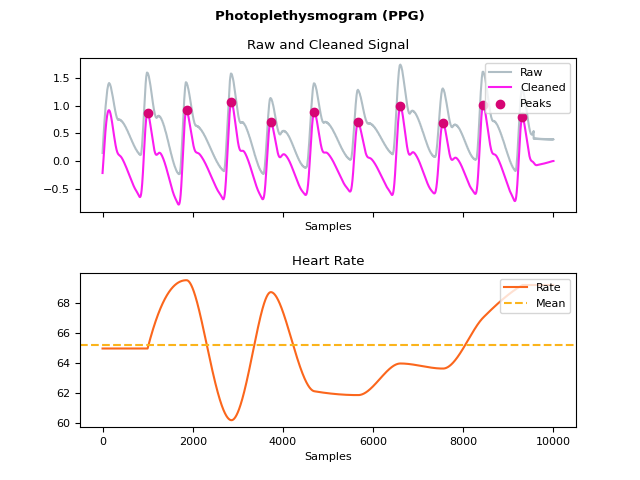 Photoplethysmogram (PPG)
Raw and Cleaned Signal
1.5
1.0
0.5
0.0
−0.5
Raw
Cleaned
Peaks
Samples
Heart Rate
68
66
64
62
60
Rate
Mean
0 2000 4000 6000 8000 10000
Samples